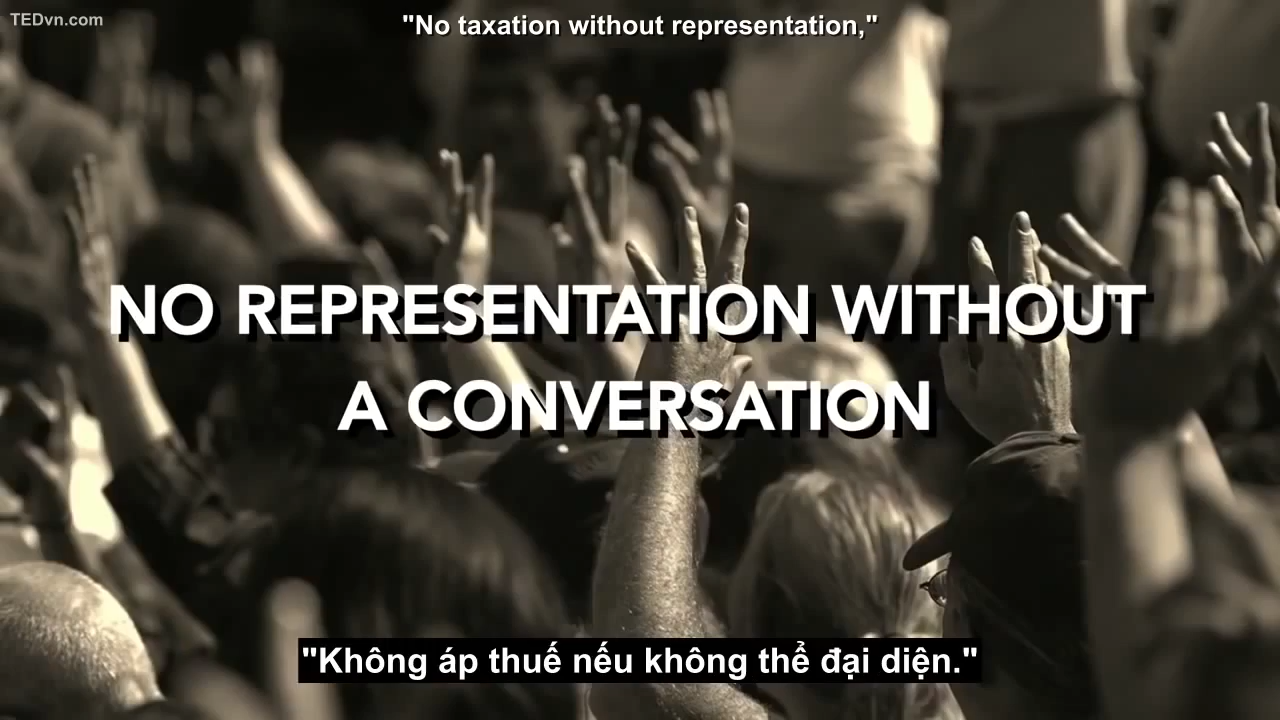 TEDvn.com
"No taxation without representation,"
NO REPRESENTATION WITHOUT
A CONVERSATION
"Không áp thuế nếu không thể đại diện."